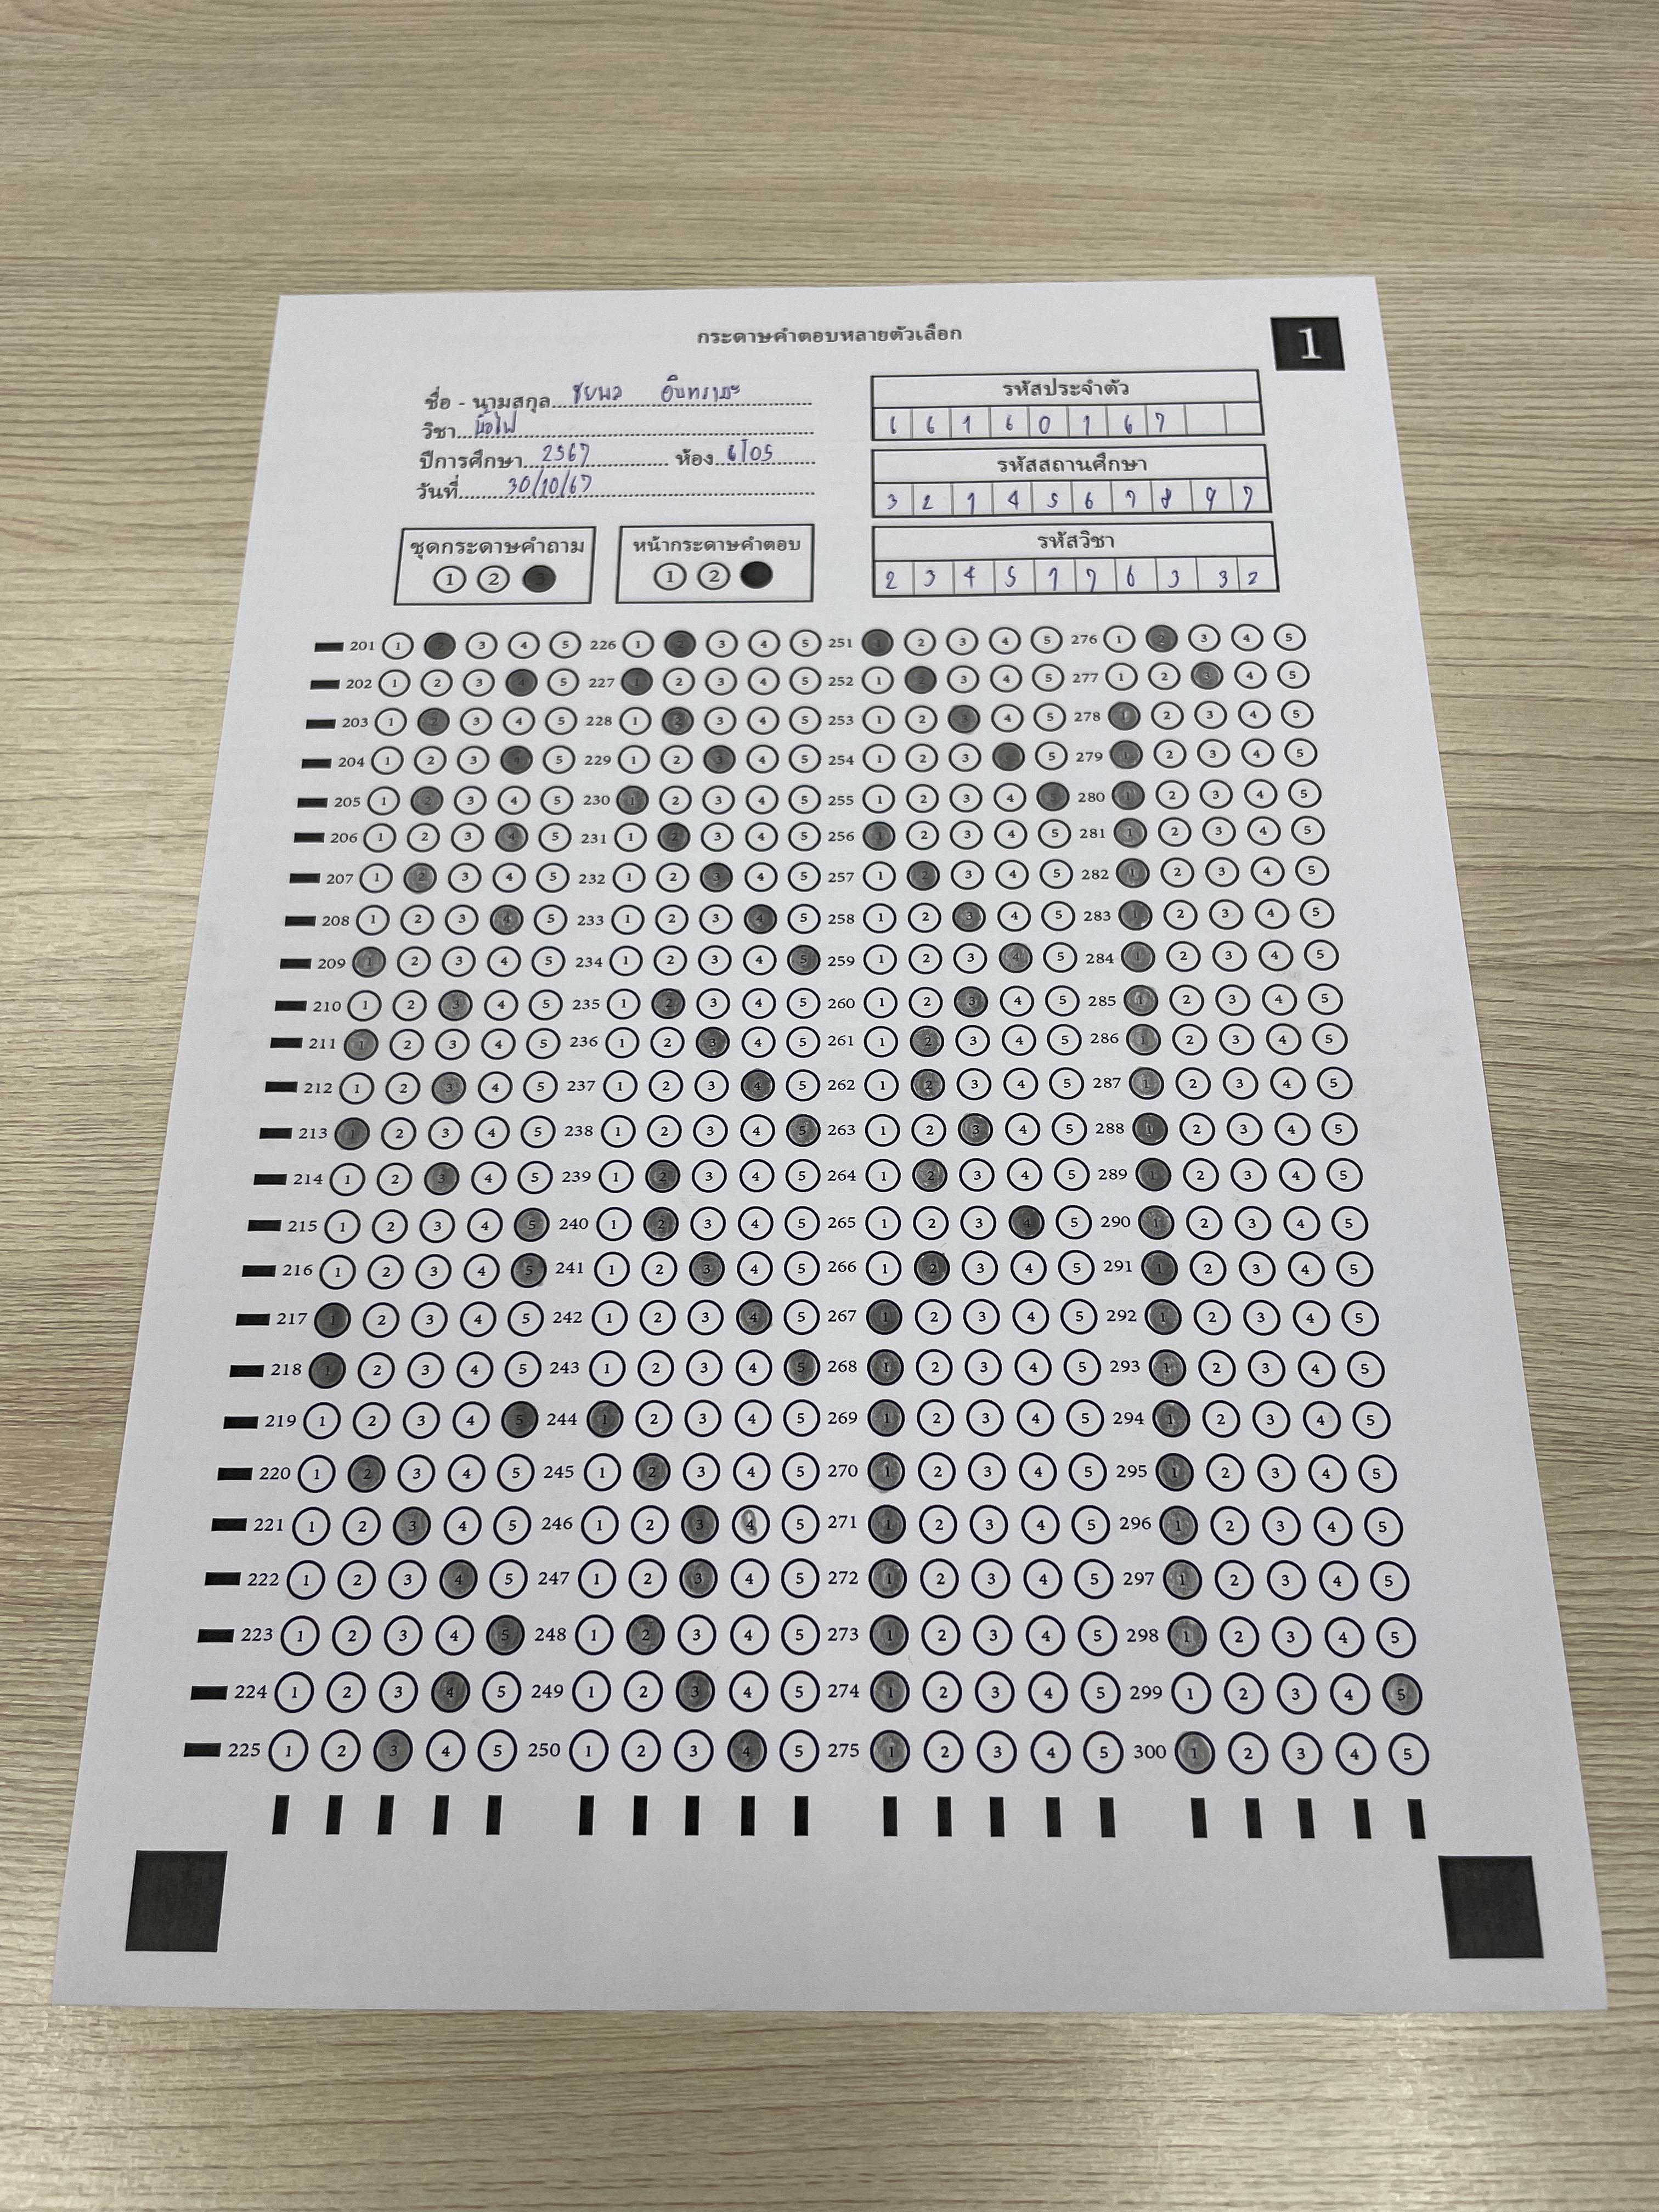 กระดาษคำตอบหลายตัวเลือก
1
ชื่อ - นามสกุล ชยพล
วิชา
ปีการศึกษา 2567 ห้อง 6105
วันที่ 30/10/67
รหัสประจำตัว
6 6 1 6 0 1 6 7
รหัสสถานศึกษา
3 2 1 4 5 6 7 8 9 7
รหัสวิชา
2 3 4 5 1 7 6 3 3 2
ชุดกระดาษคำถาม
1 2 3
หน้ากระดาษคำตอบ
1 2
201 1 2 3 4 5 226 1 2 3 4 5 251 1 2 3 4 5 276 1 2 3 4 5
202 1 2 3 4 5 227 1 2 3 4 5 252 1 2 3 4 5 277 1 2 3 4 5
203 1 2 3 4 5 228 1 2 3 4 5 253 1 2 3 4 5 278 1 2 3 4 5
204 1 2 3 4 5 229 1 2 3 4 5 254 1 2 3 4 5 279 1 2 3 4 5
205 1 2 3 4 5 230 1 2 3 4 5 255 1 2 3 4 5 280 1 2 3 4 5
206 1 2 3 4 5 231 1 2 3 4 5 256 1 2 3 4 5 281 1 2 3 4 5
207 1 2 3 4 5 232 1 2 3 4 5 257 1 2 3 4 5 282 1 2 3 4 5
208 1 2 3 4 5 233 1 2 3 4 5 258 1 2 3 4 5 283 1 2 3 4 5
209 1 2 3 4 5 234 1 2 3 4 5 259 1 2 3 4 5 284 1 2 3 4 5
210 1 2 3 4 5 235 1 2 3 4 5 260 1 2 3 4 5 285 1 2 3 4 5
211 1 2 3 4 5 236 1 2 3 4 5 261 1 2 3 4 5 286 1 2 3 4 5
212 1 2 3 4 5 237 1 2 3 4 5 262 1 2 3 4 5 287 1 2 3 4 5
213 1 2 3 4 5 238 1 2 3 4 5 263 1 2 3 4 5 288 1 2 3 4 5
214 1 2 3 4 5 239 1 2 3 4 5 264 1 2 3 4 5 289 1 2 3 4 5
215 1 2 3 4 5 240 1 2 3 4 5 265 1 2 3 4 5 290 1 2 3 4 5
216 1 2 3 4 5 241 1 2 3 4 5 266 1 2 3 4 5 291 1 2 3 4 5
217 1 2 3 4 5 242 1 2 3 4 5 267 1 2 3 4 5 292 1 2 3 4 5
218 1 2 3 4 5 243 1 2 3 4 5 268 1 2 3 4 5 293 1 2 3 4 5
219 1 2 3 4 5 244 1 2 3 4 5 269 1 2 3 4 5 294 1 2 3 4 5
220 1 2 3 4 5 245 1 2 3 4 5 270 1 2 3 4 5 295 1 2 3 4 5
221 1 2 3 4 5 246 1 2 3 4 5 271 1 2 3 4 5 296 1 2 3 4 5
222 1 2 3 4 5 247 1 2 3 4 5 272 1 2 3 4 5 297 1 2 3 4 5
223 1 2 3 4 5 248 1 2 3 4 5 273 1 2 3 4 5 298 1 2 3 4 5
224 1 2 3 4 5 249 1 2 3 4 5 274 1 2 3 4 5 299 1 2 3 4 5
225 1 2 3 4 5 250 1 2 3 4 5 275 1 2 3 4 5 300 1 2 3 4 5